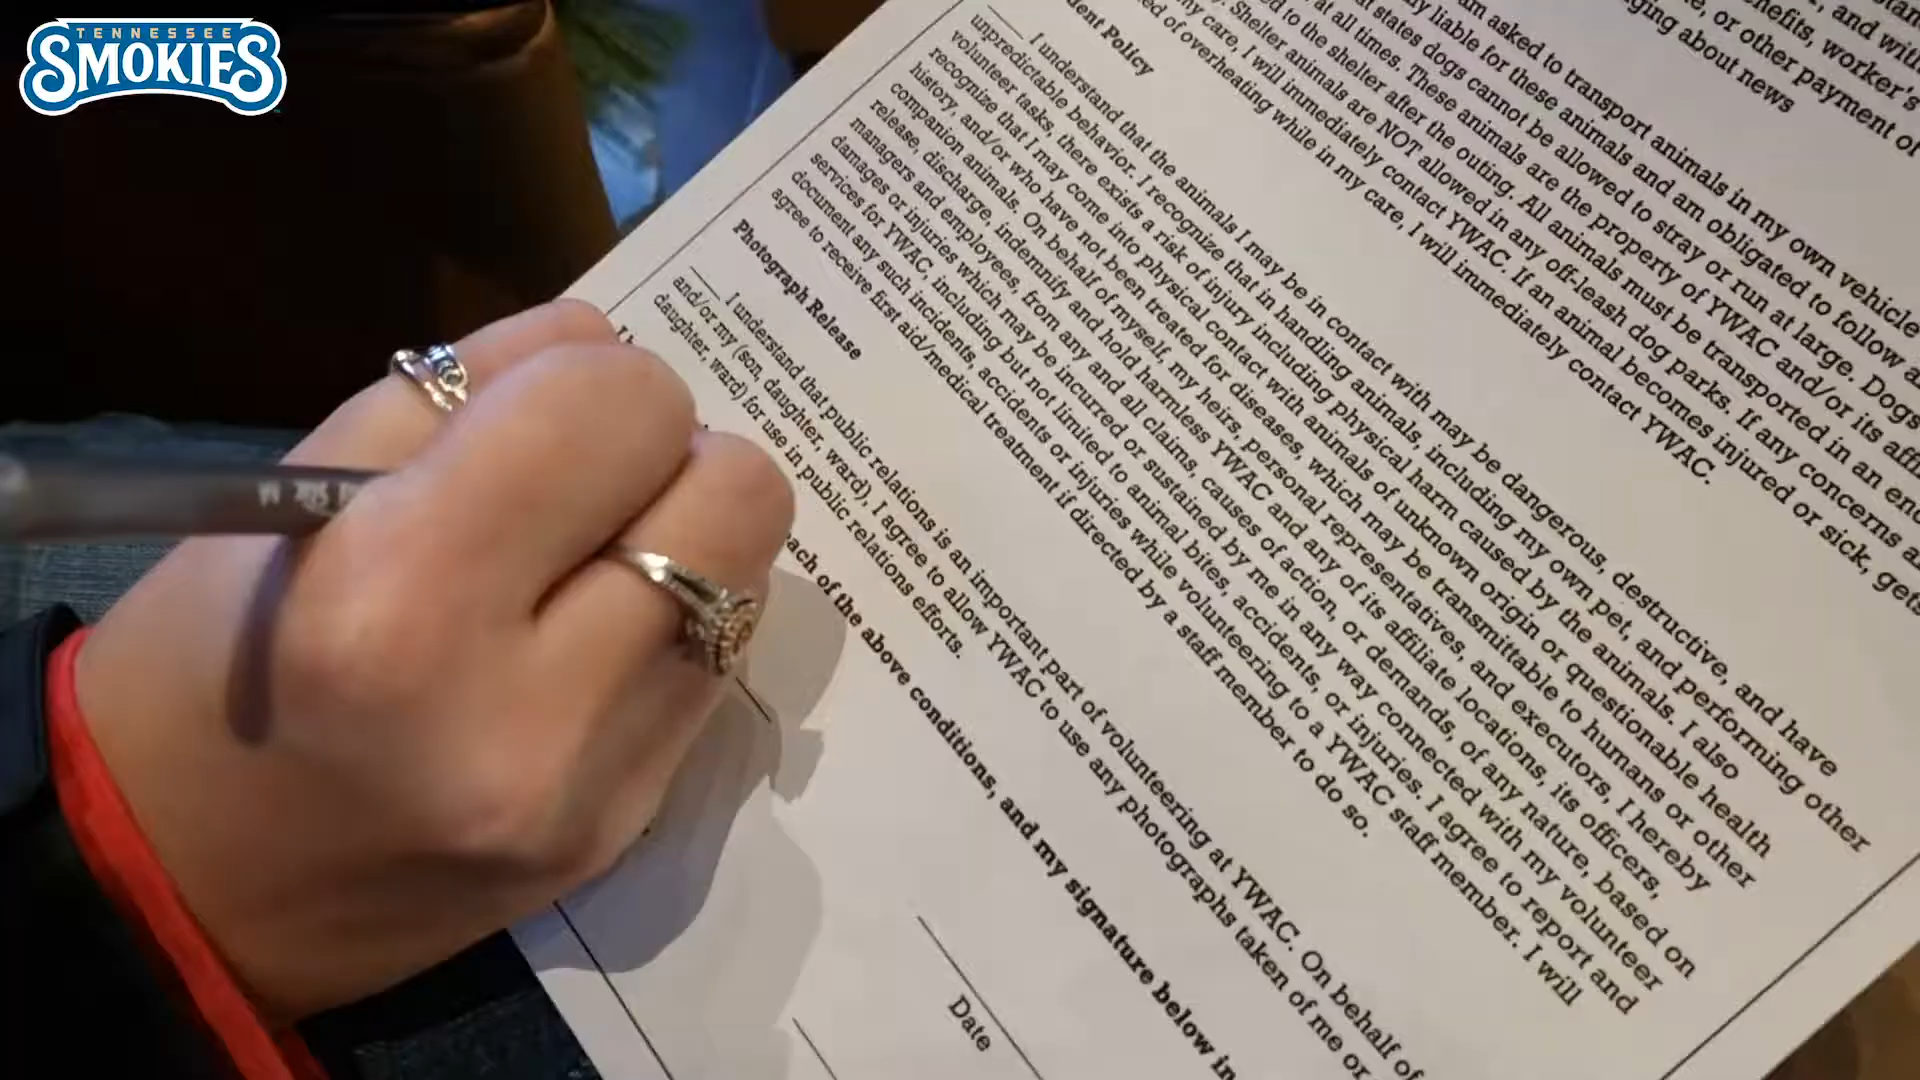 TENNESSEE
SMOKIES
and with
benefits, worker's
or other payment of
about news
asked to transport animals in my own vehicle
liable for these animals and am obligated to follow
states dogs cannot be allowed to stray or run at large. Dogs
at all times. These animals are the property of YWAC and/or its
to the shelter after the outing. All animals must be transported in an
Shelter animals are NOT allowed in any off-leash dog parks. If any concerns
my care, I will immediately contact YWAC. If an animal becomes injured or sick, gets
of overheating while in my care, I will immediately contact YWAC.
Policy
I understand that the animals I may be in contact with may be dangerous, destructive, and have
unpredictable behavior. I recognize that in handling animals, including my own pet, and performing other
volunteer tasks, there exists a risk of injury including physical harm caused by the animals. I also
recognize that I may come into physical contact with animals of unknown origin or questionable health
history, and/or who have not been treated for diseases, which may be transmittable to humans or other
companion animals. On behalf of myself, my heirs, personal representatives, and executors, I hereby
release, discharge, indemnify and hold harmless YWAC and any of its affiliate locations, its officers,
managers and employees, from any and all claims, causes of action, or demands, of any nature, based on
damages or injuries which may be incurred or sustained by me in any way connected with my volunteer
services for YWAC, including but not limited to animal bites, accidents, or injuries. I agree to report and
document any such incidents, accidents or injuries while volunteering to a YWAC staff member. I will
agree to receive first aid/medical treatment if directed by a staff member to do so.
Photograph Release
I understand that public relations is an important part of volunteering at YWAC. On behalf of
and/or my (son, daughter, ward), I agree to allow YWAC to use any photographs taken of me or
daughter, ward) for use in public relations efforts.
each of the above conditions, and my signature below
Date